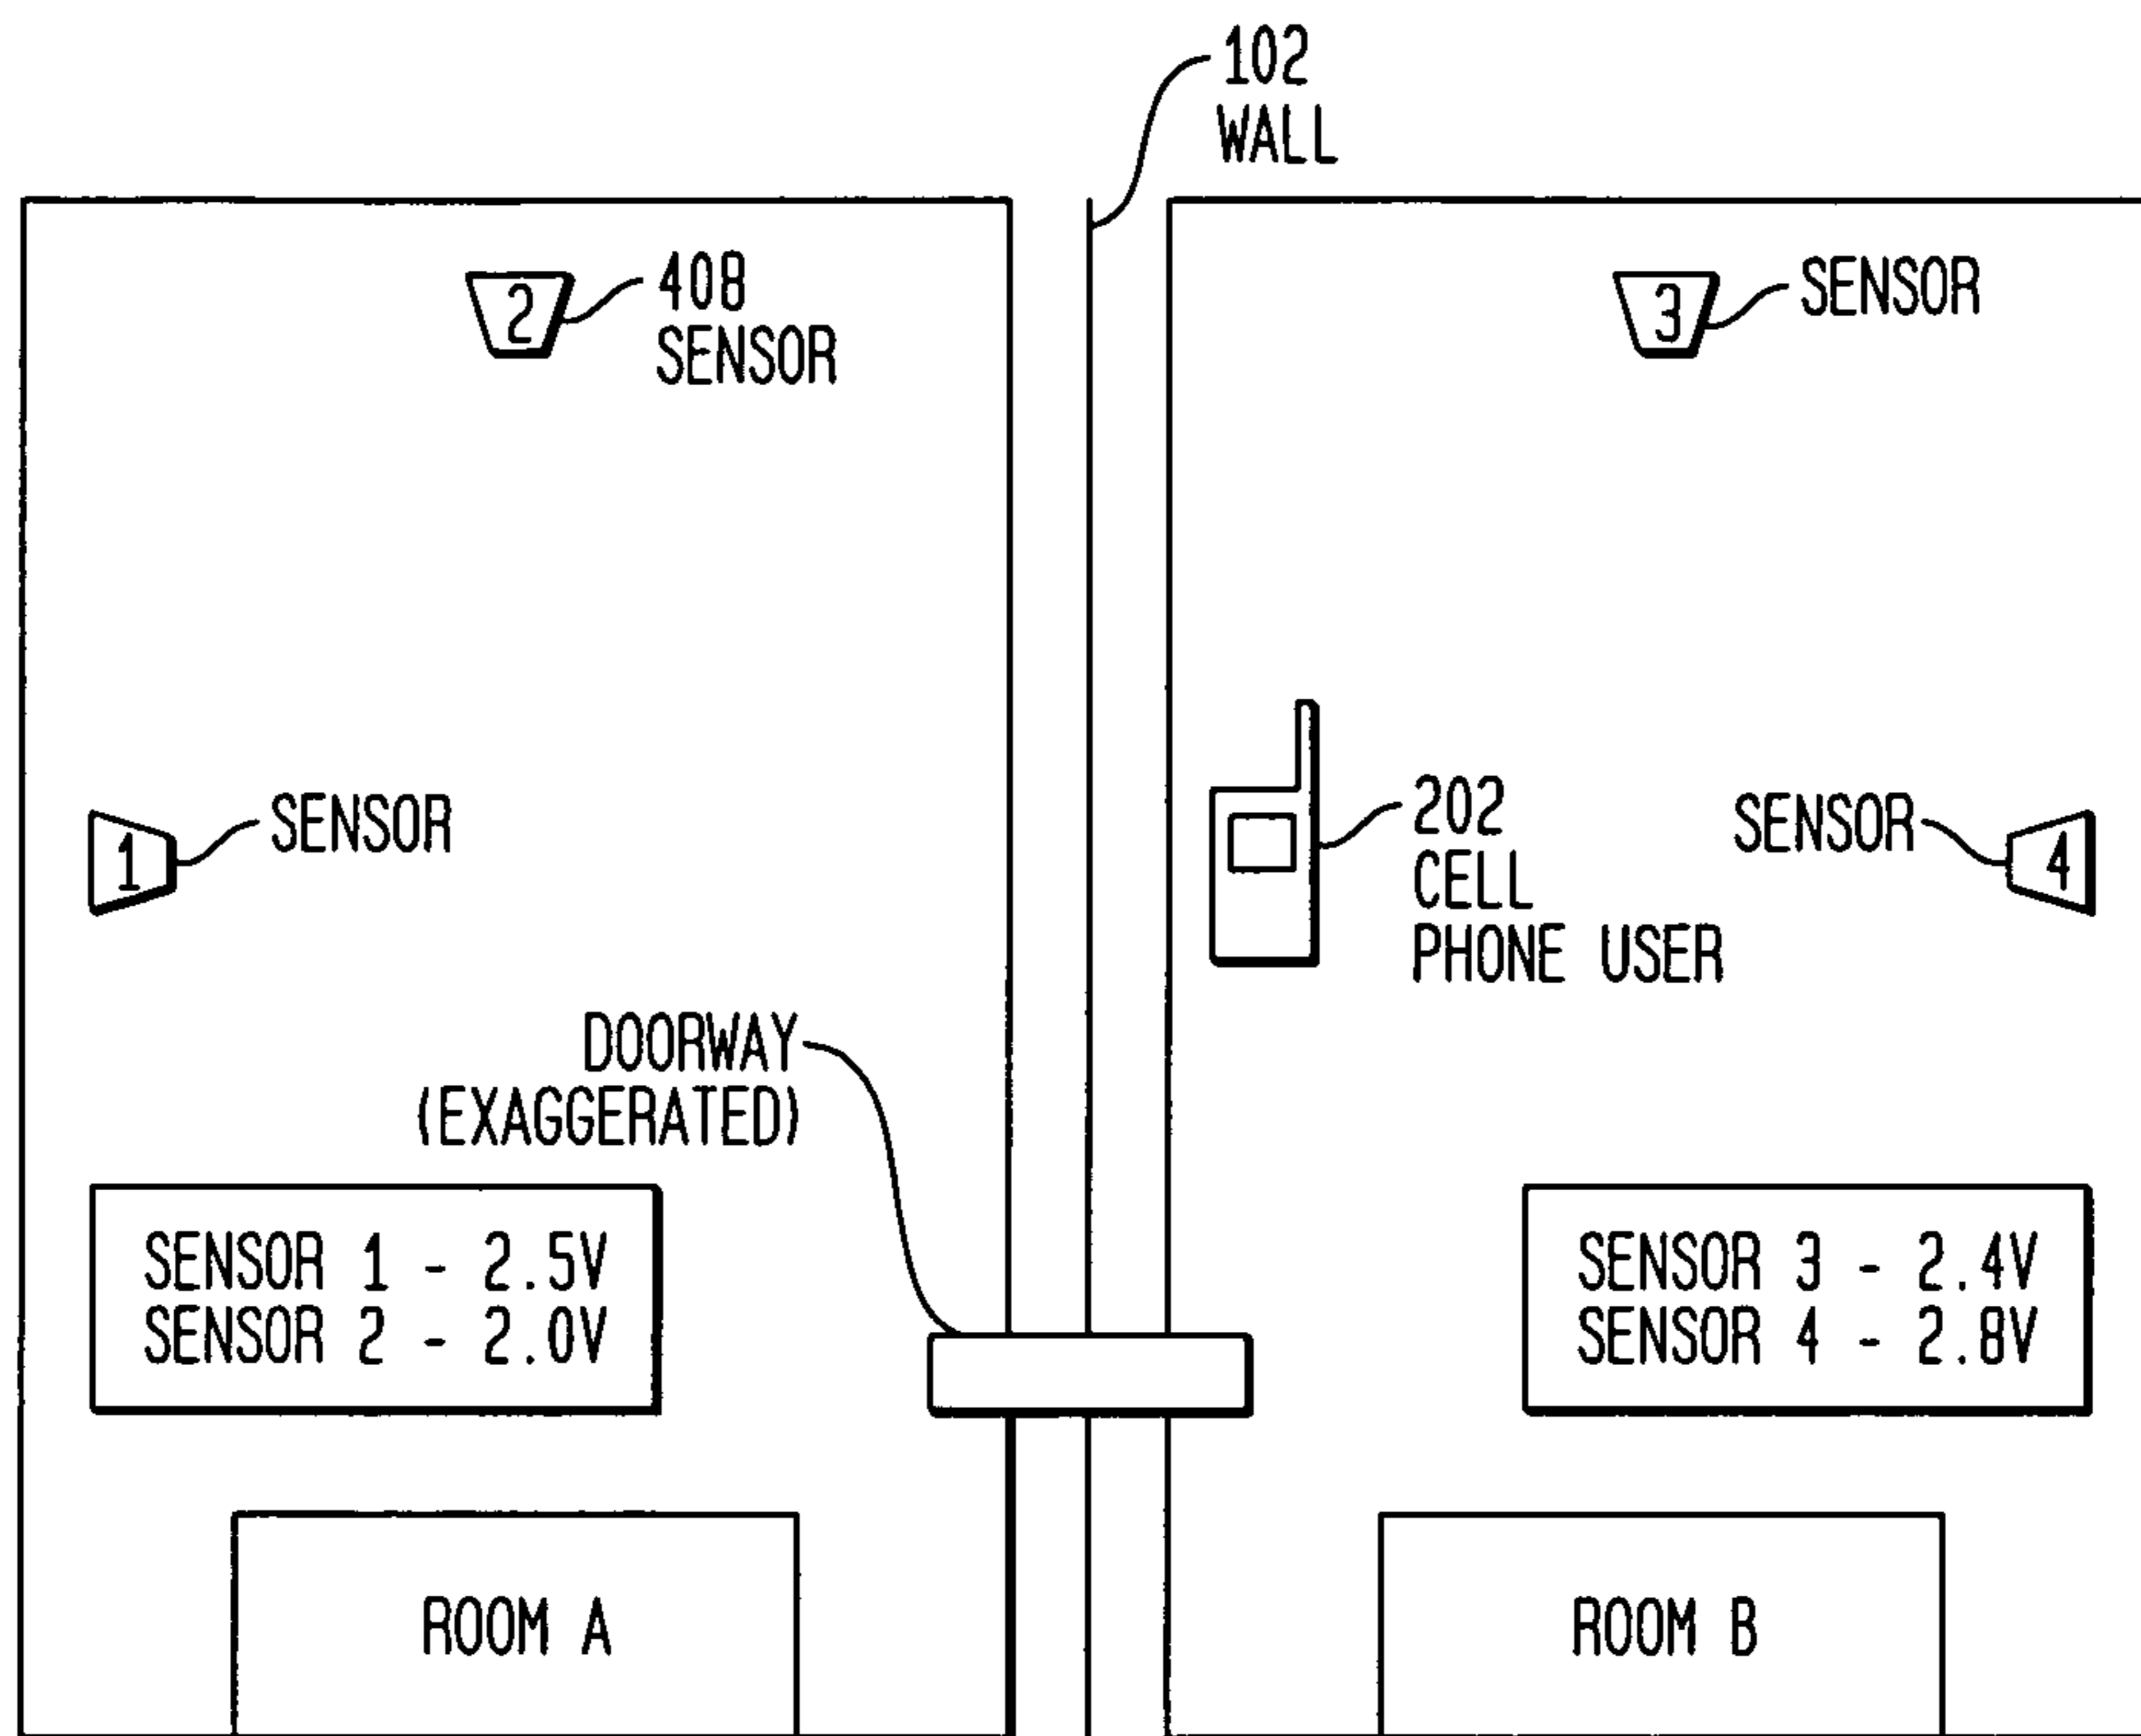 102
WALL
2
408
SENSOR
3
SENSOR
1
SENSOR
202
CELL
PHONE USER
SENSOR
4
DOORWAY
(EXAGGERATED)
SENSOR 1 - 2.5V
SENSOR 2 - 2.0V
SENSOR 3 - 2.4V
SENSOR 4 - 2.8V
ROOM A
ROOM B